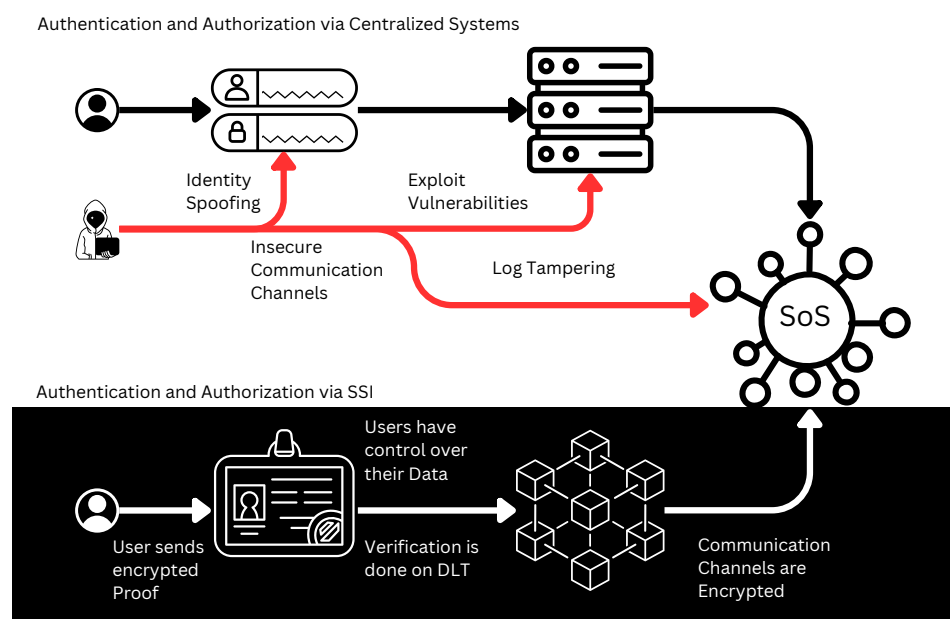 Authentication and Authorization via Centralized Systems
Identity
Spoofing
Exploit
Vulnerabilities
Insecure
Communication
Channels
Log Tampering
SoS
Authentication and Authorization via SSI
Users have
control over
their Data
User sends
encrypted
Proof
Verification is
done on DLT
Communication
Channels are
Encrypted